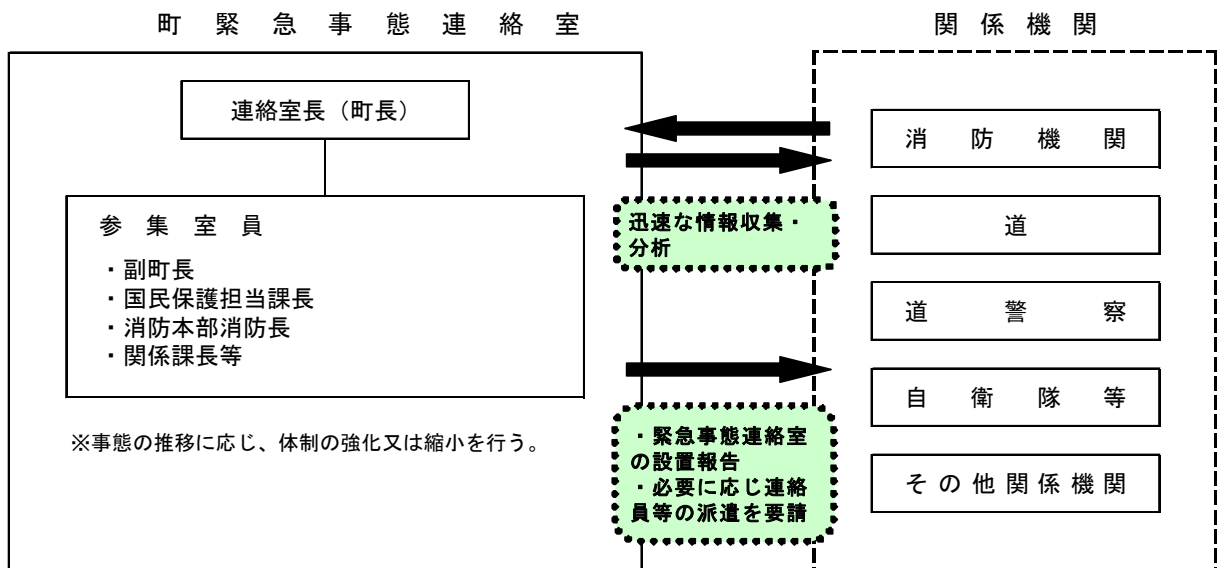 町緊急事態連絡室
関係機関
連絡室長（町長）
参集室員
・副町長
・国民保護担当課長
・消防本部消防長
・関係課長等
※事態の推移に応じ、体制の強化又は縮小を行う。
迅速な情報収集・
分析
・緊急事態連絡室
の設置報告
・必要に応じ連絡
員等の派遣を要請
消防機関
道
道警察
自衛隊等
その他関係機関